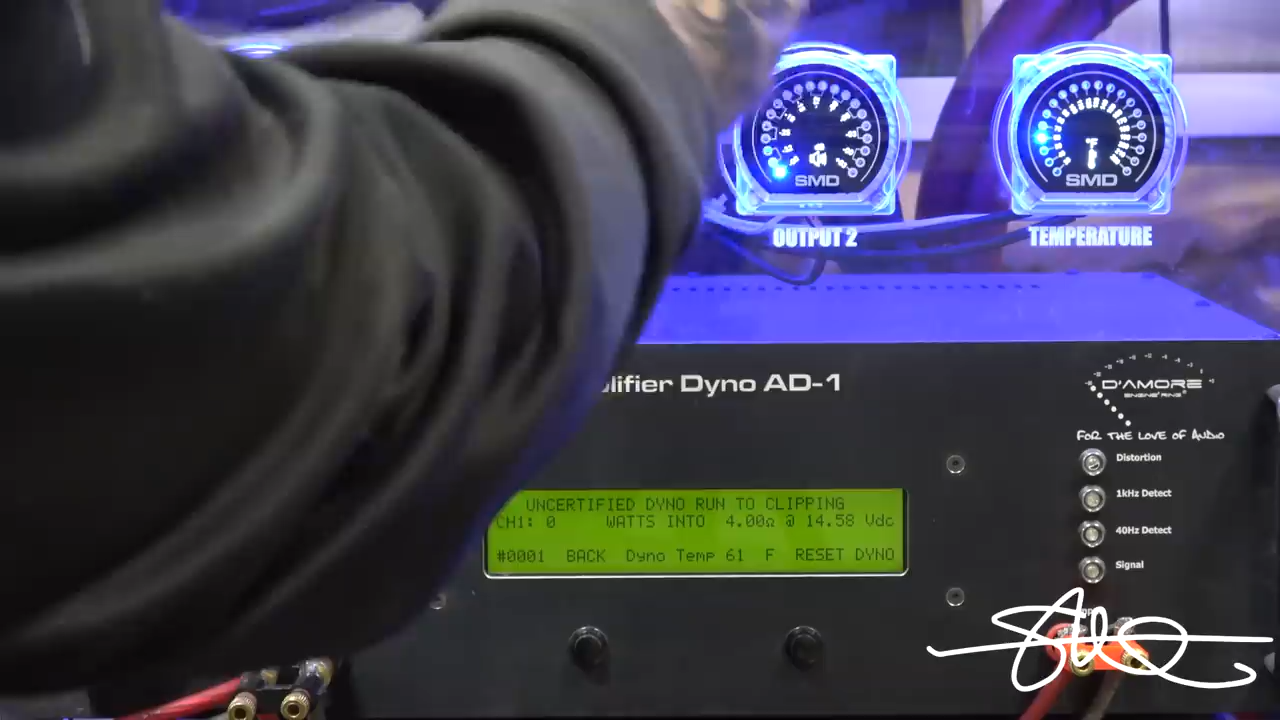 SMD
SMD
OUTPUT 2
TEMPERATURE
lifier Dyno AD-1
D'AMORE
ENGINEERING
FOR THE LOVE OF AUDIO
Distortion
1kHz Detect
40Hz Detect
Signal
UNCERTIFIED DYNO RUN TO CLIPPING
CH1: 0 WATTS INTO 4.00Ω @ 14.58 Vdc
#0001 BACK Dyno Temp 61 F RESET DYNO